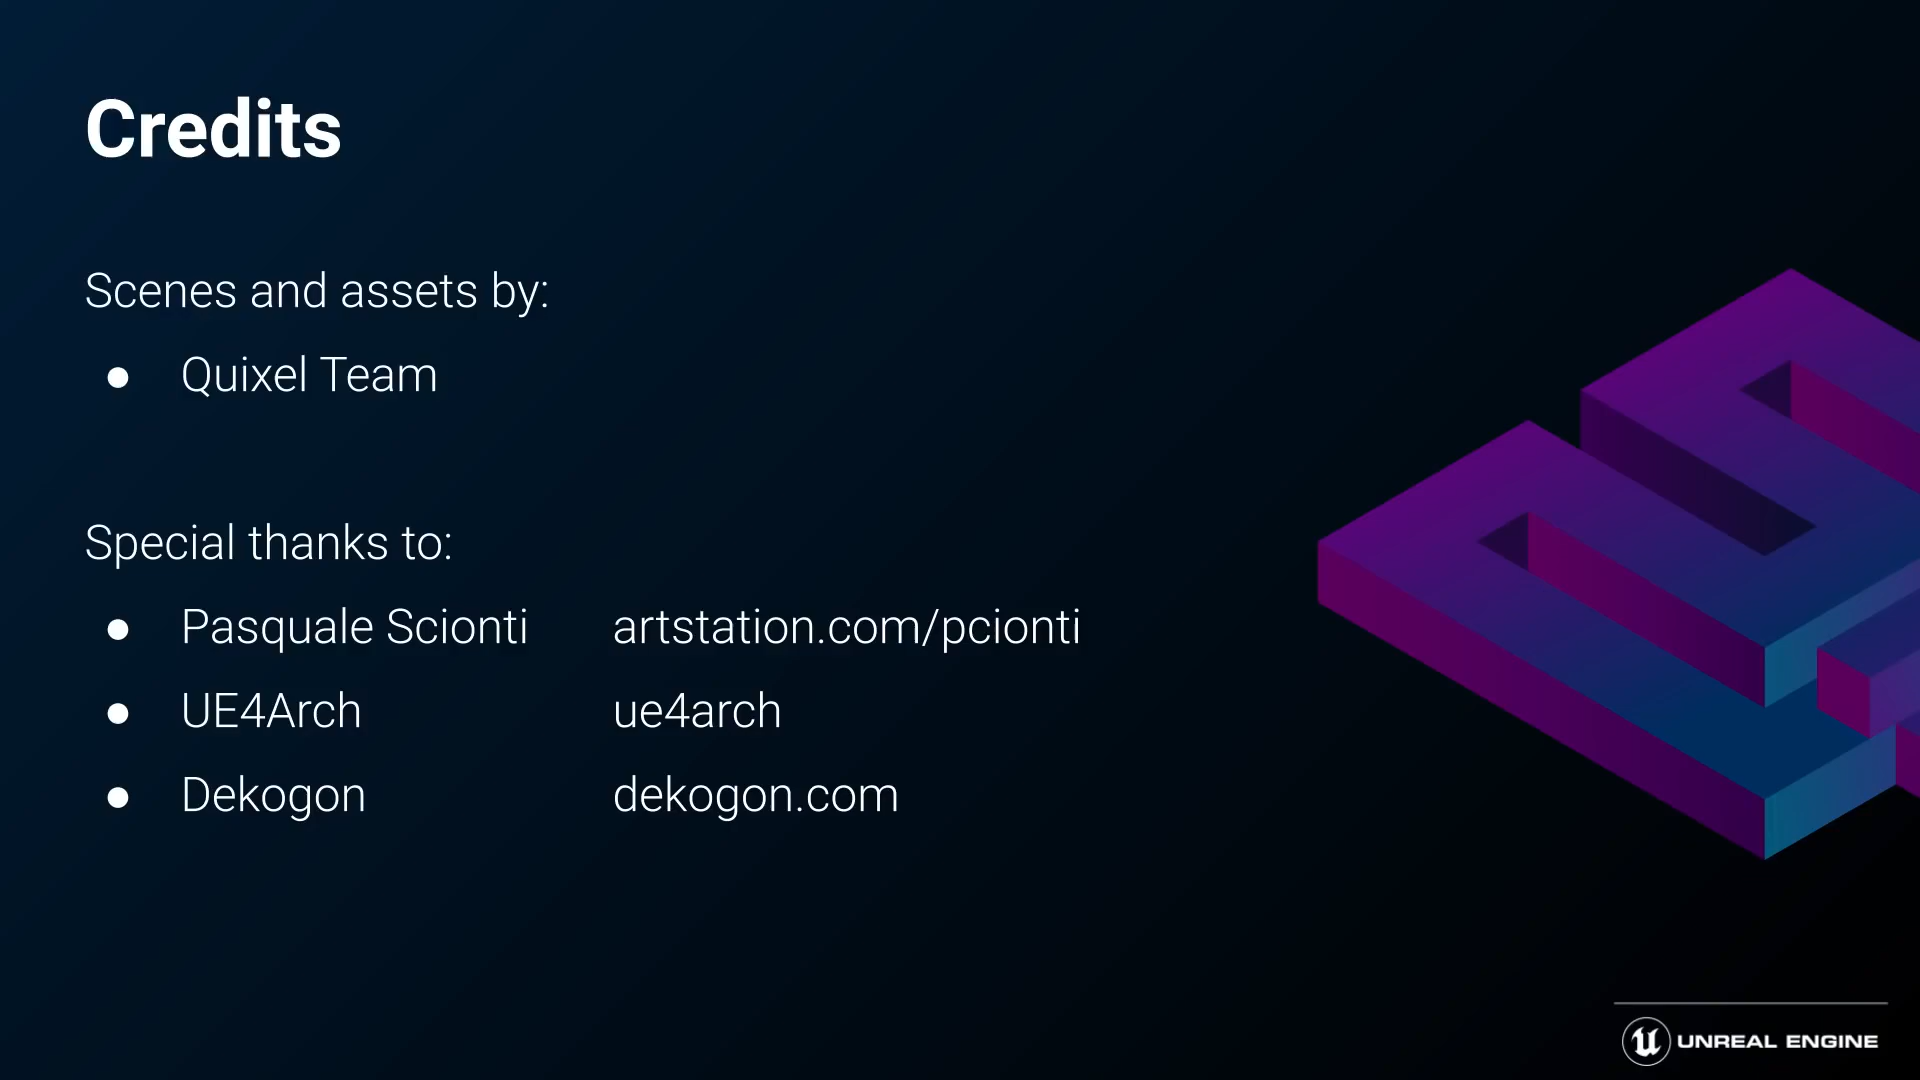 Credits
Scenes and assets by:
● Quixel Team
Special thanks to:
● Pasquale Scionti artstation.com/pcionti
● UE4Arch ue4arch
● Dekogon dekogon.com
UNREAL ENGINE